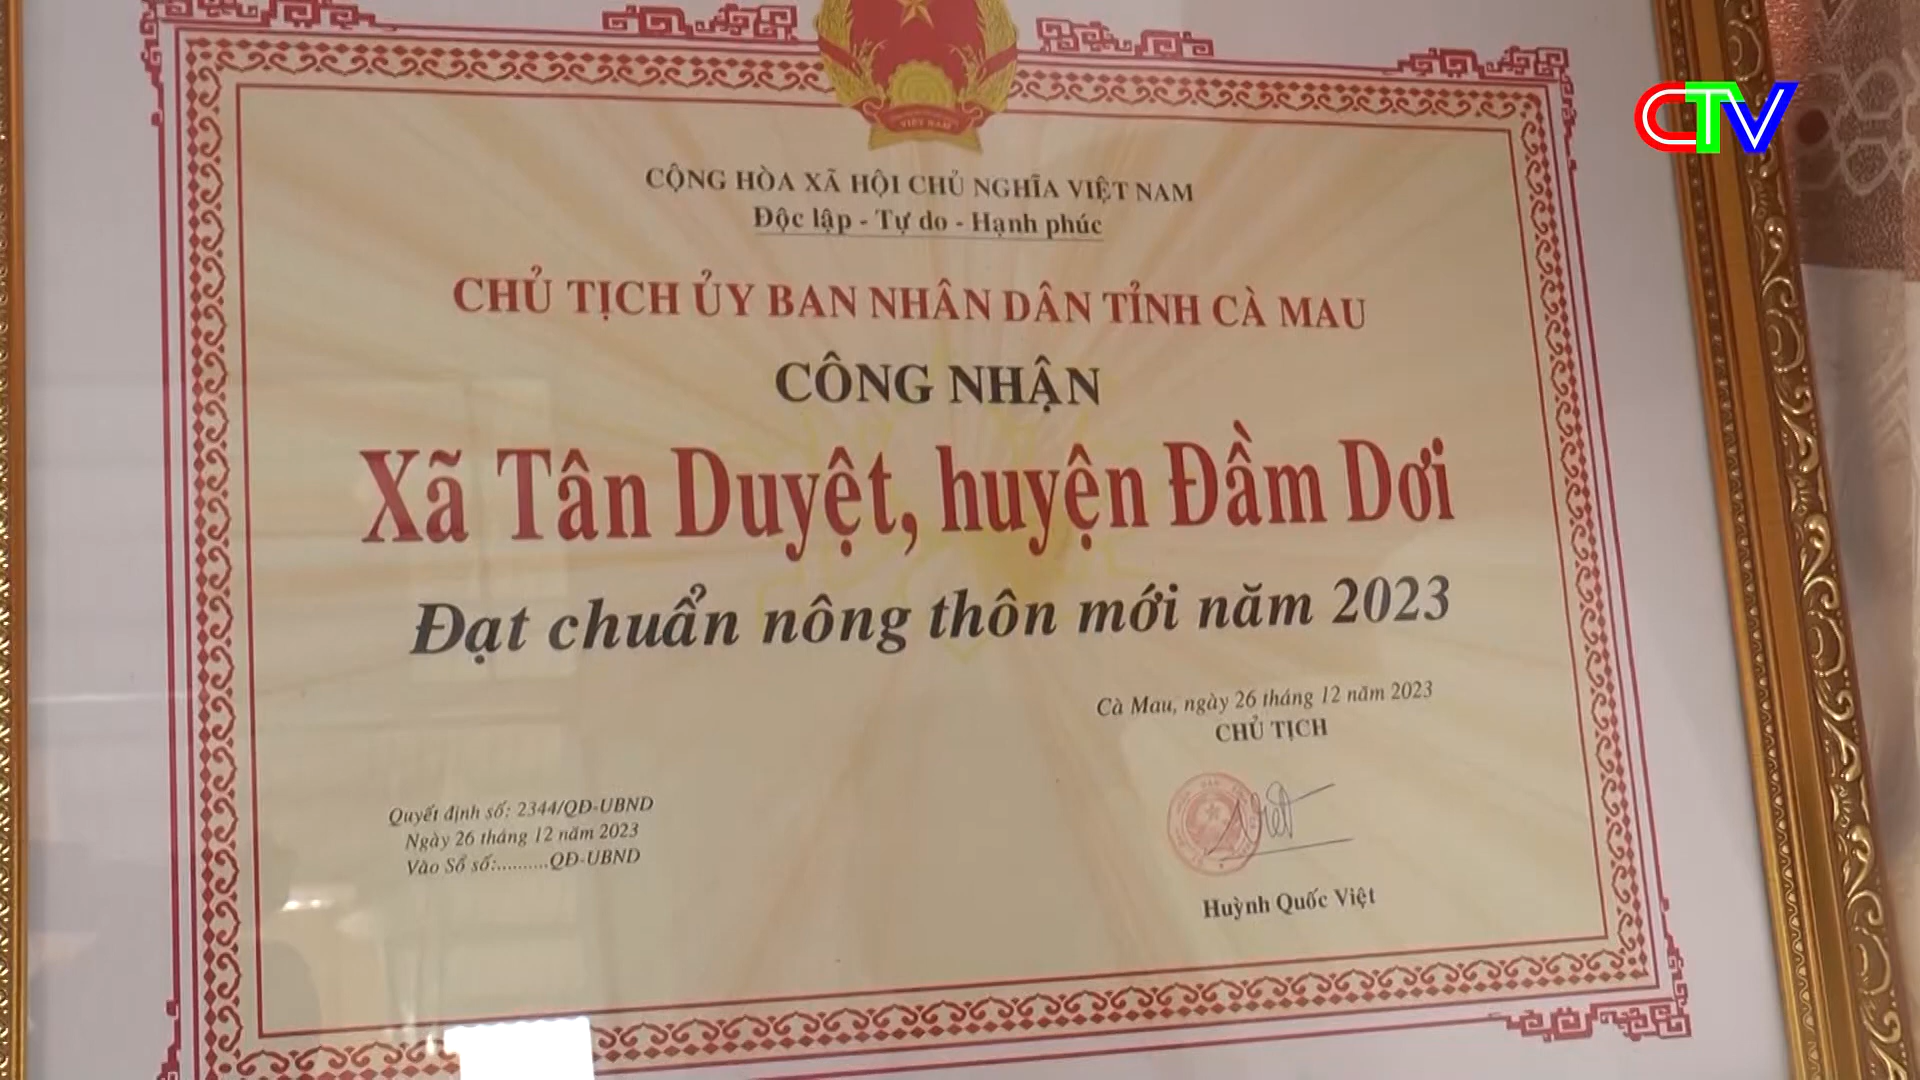 CTV
VIỆT NAM
CỘNG HÒA XÃ HỘI CHỦ NGHĨA VIỆT NAM
Độc lập - Tự do - Hạnh phúc
CHỦ TỊCH ỦY BAN NHÂN DÂN TỈNH CÀ MAU
CÔNG NHẬN
Xã Tân Duyệt, huyện Đầm Dơi
Đạt chuẩn nông thôn mới năm 2023
Cà Mau, ngày 26 tháng 12 năm 2023
CHỦ TỊCH
Quyết định số: 2344/QĐ-UBND
Ngày 26 tháng 12 năm 2023
Vào Sổ số:..........QĐ-UBND
Huỳnh Quốc Việt